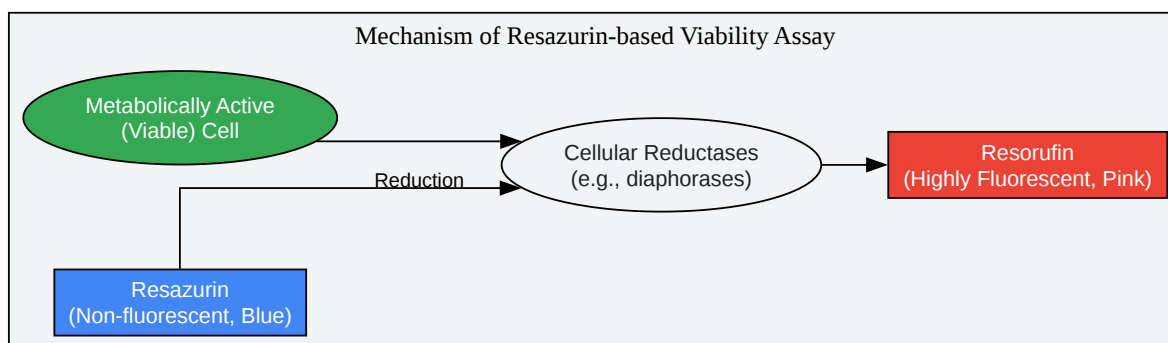 Mechanism of Resazurin-based Viability Assay
Metabolically Active
(Viable) Cell
Cellular Reductases
(e.g., diaphorases)
Resorufin
(Highly Fluorescent, Pink)
Reduction
Resazurin
(Non-fluorescent, Blue)